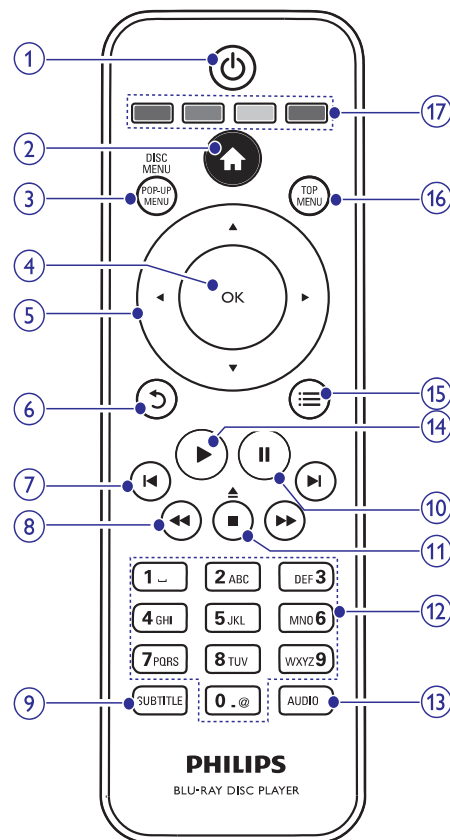 1
17
2
DISC
MENU
POP-UP
MENU
3
TOP
MENU
16
4
OK
5
6
15
14
7
10
8
11
1
2 ABC
DEF 3
4 GHI
5 JKL
MNO 6
12
7 PQRS
8 TUV
WXYZ 9
9
SUBTITLE
0 .@
AUDIO
13
PHILIPS
BLU-RAY DISC PLAYER